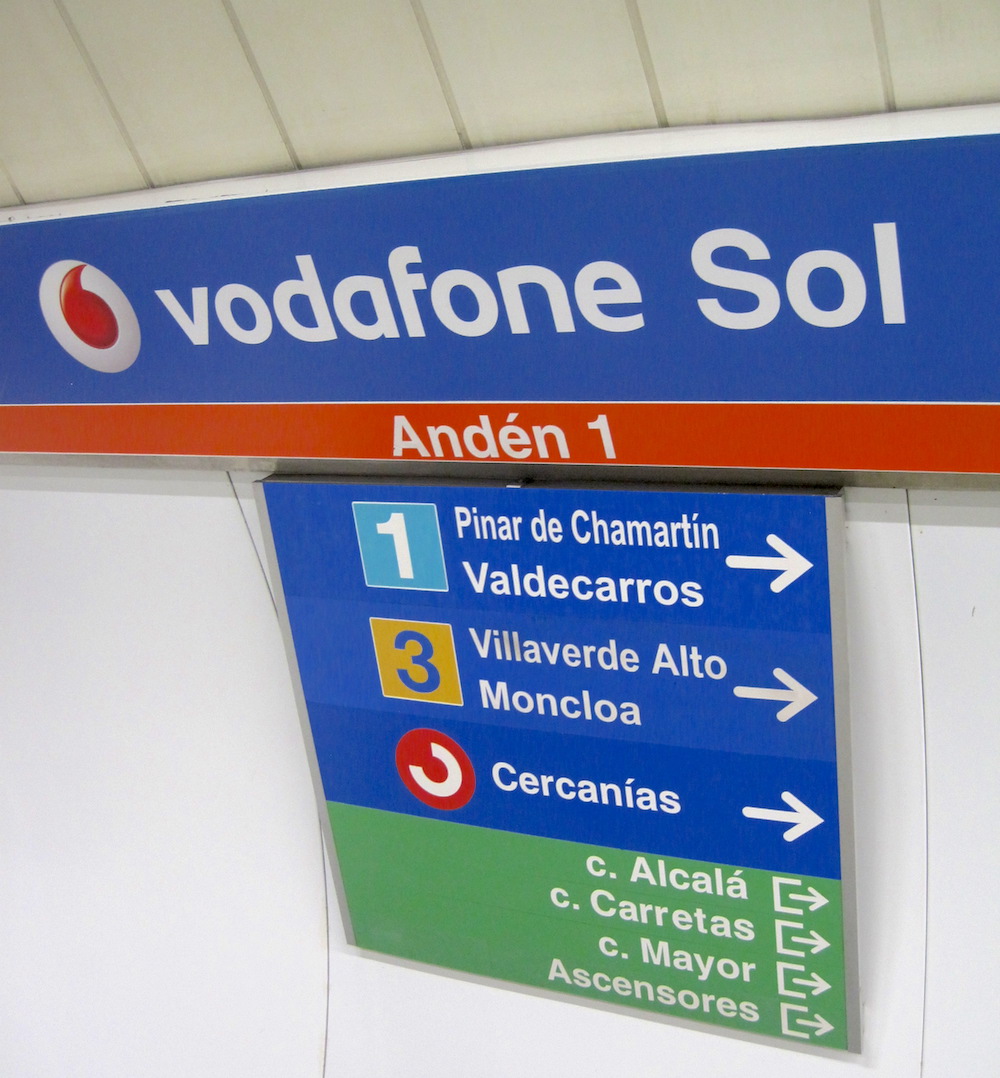 vodafone Sol
Andén 1
1 Pinar de Chamartín
Valdecarros
3 Villaverde Alto
Moncloa
Cercanías
c. Alcalá
c. Carretas
c. Mayor
Ascensores